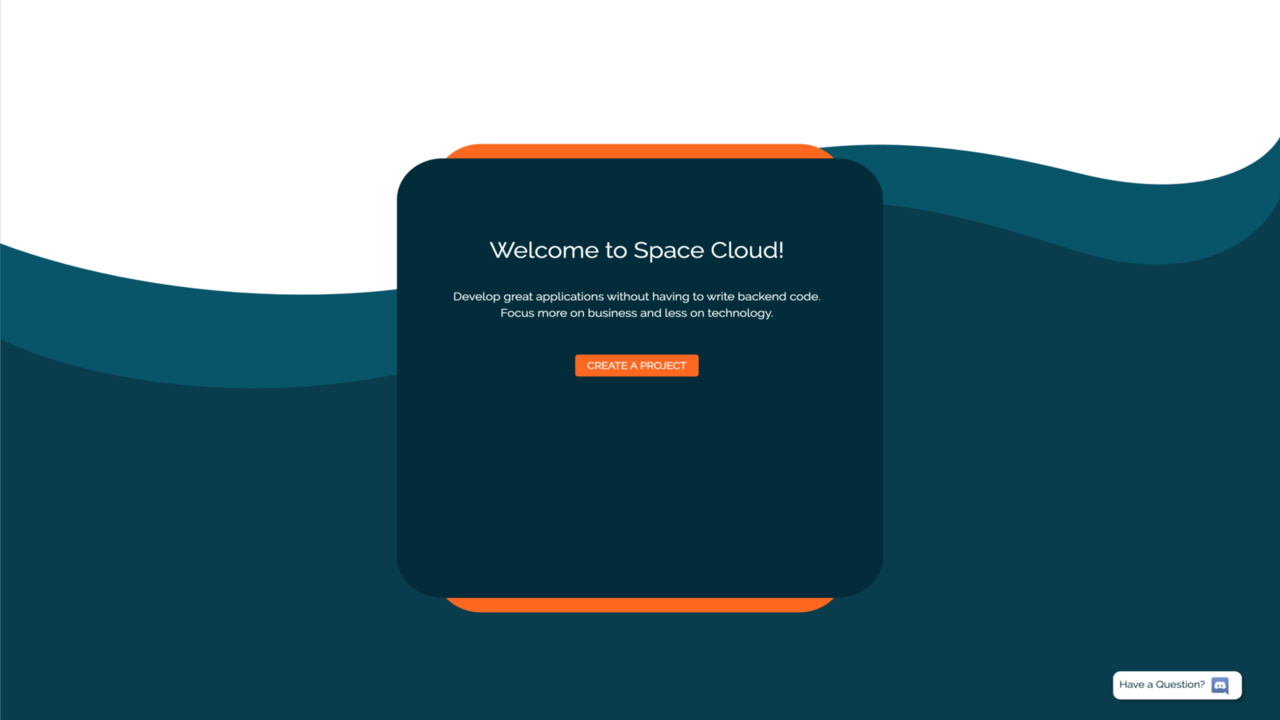 Welcome to Space Cloud!
Develop great applications without having to write backend code.
Focus more on business and less on technology.
CREATE A PROJECT
Have a Question?